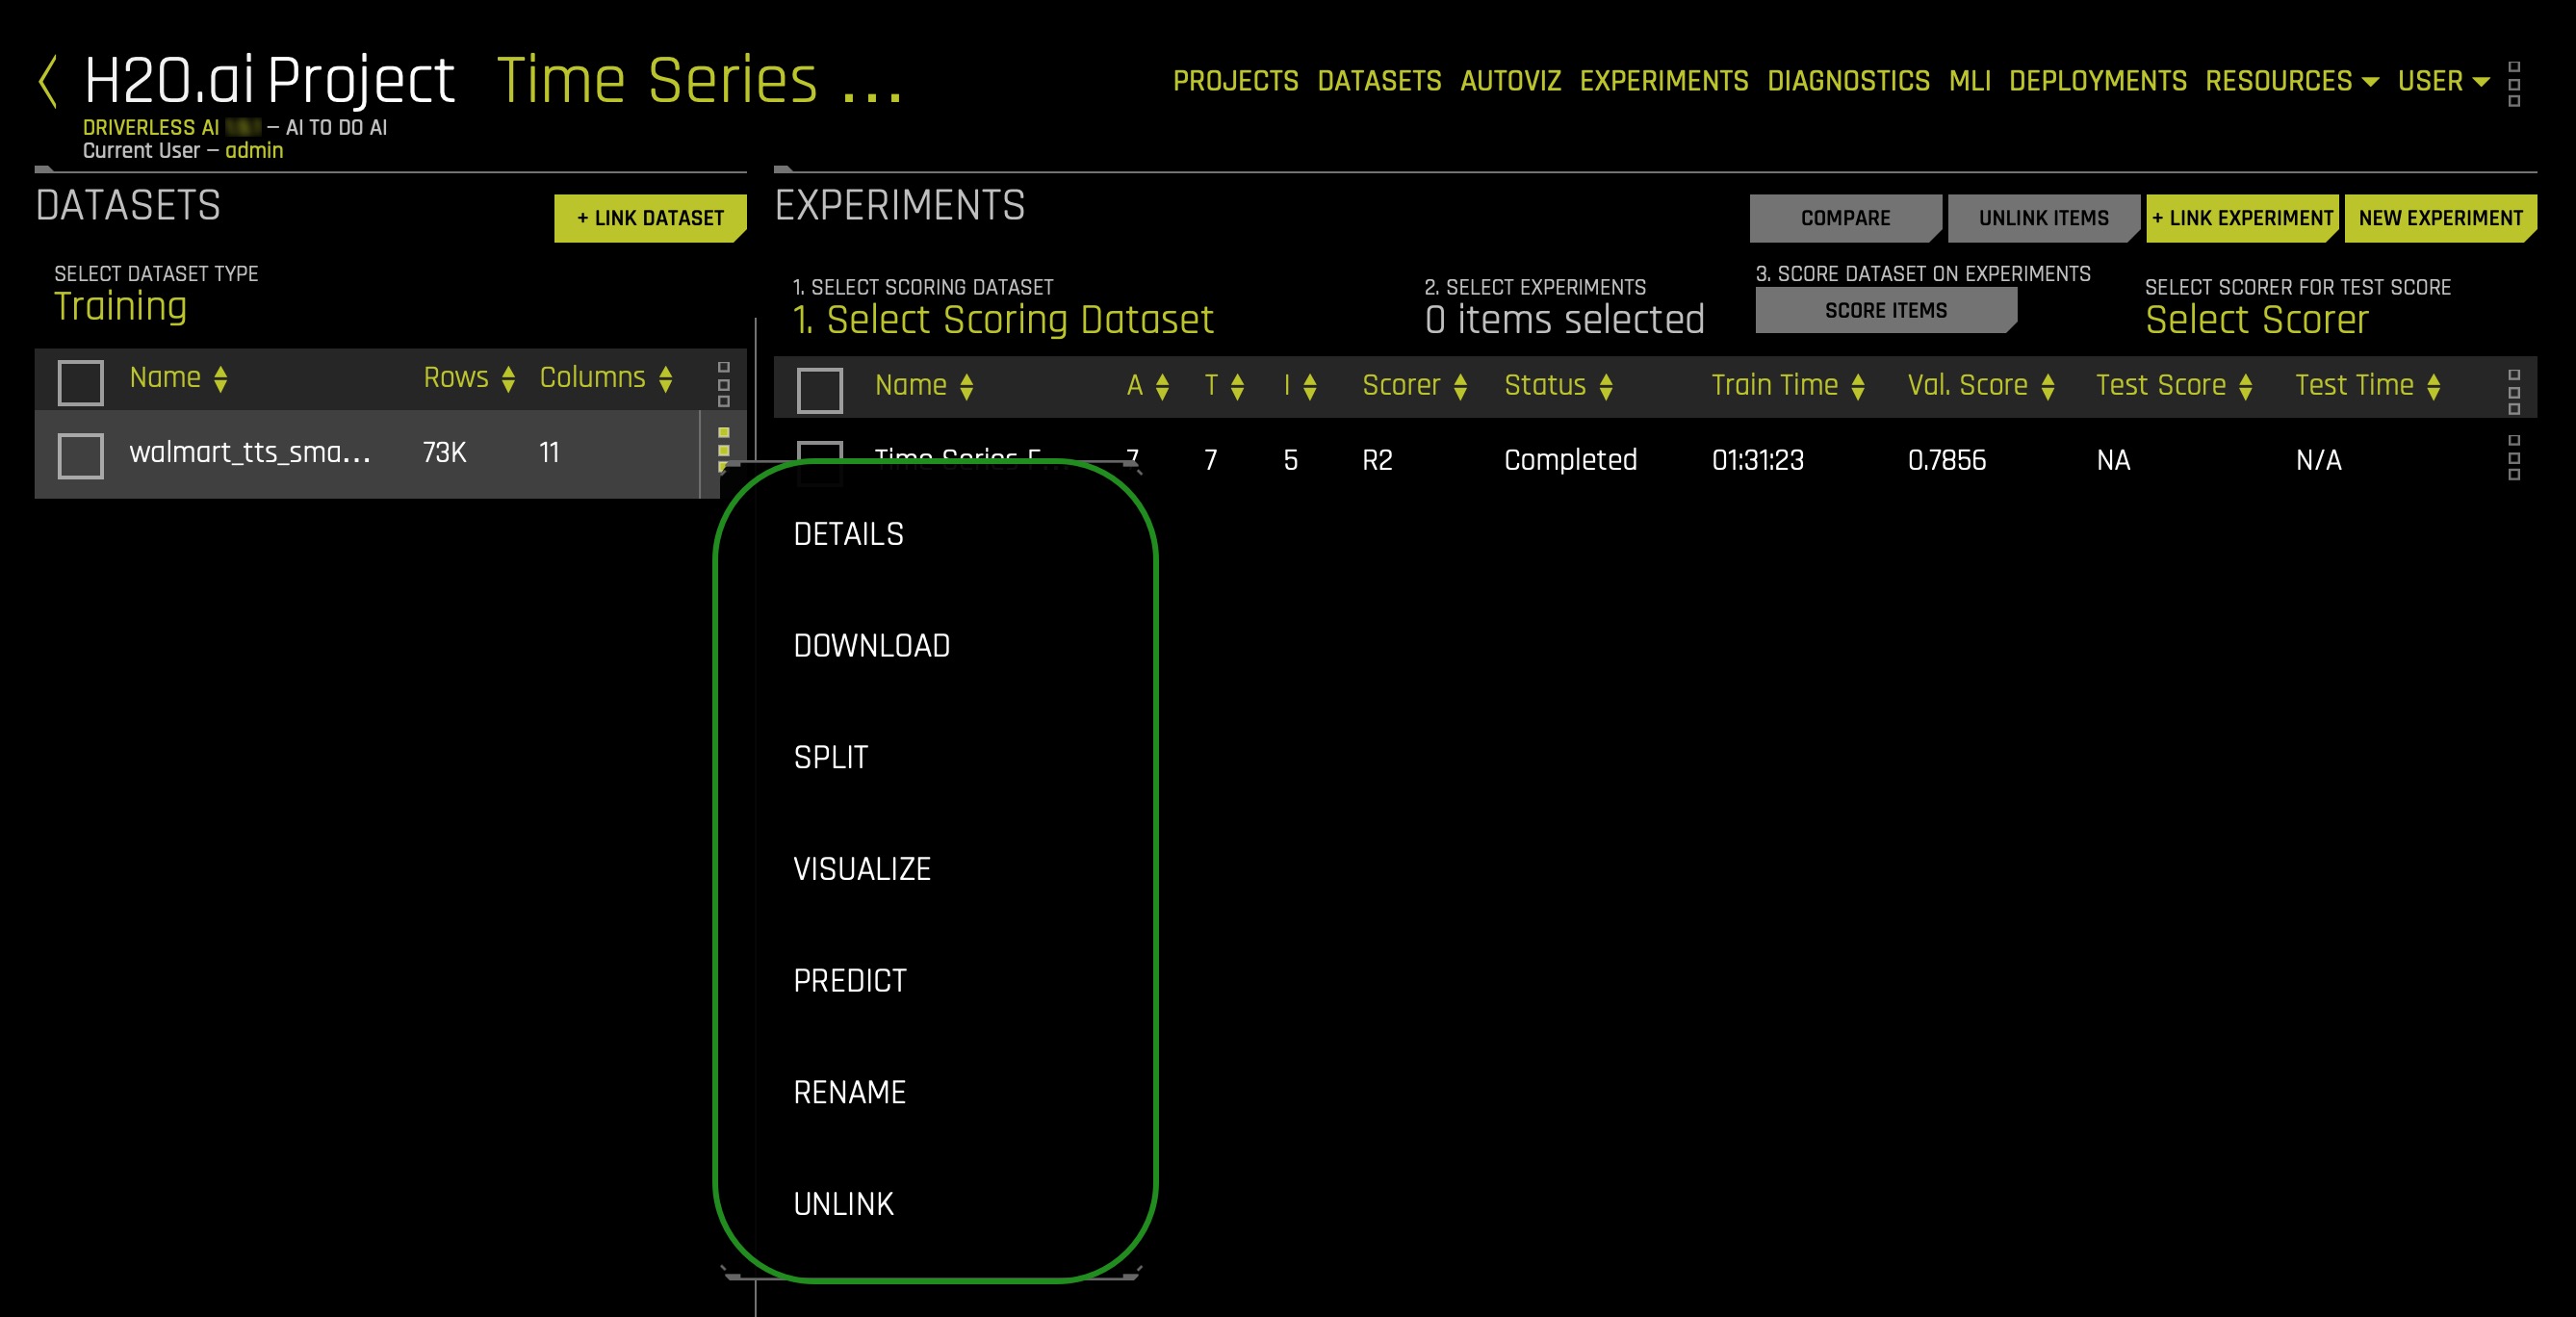 H2O.ai Project Time Series ...
DRIVERLESS AI — AI TO DO AI
Current User — admin
PROJECTS DATASETS AUTOVIZ EXPERIMENTS DIAGNOSTICS MLI DEPLOYMENTS RESOURCES USER
DATASETS
+ LINK DATASET
SELECT DATASET TYPE
Training
Name Rows Columns
walmart_tts_sma... 73K 11
EXPERIMENTS
COMPARE UNLINK ITEMS + LINK EXPERIMENT NEW EXPERIMENT
1. SELECT SCORING DATASET
1. Select Scoring Dataset
2. SELECT EXPERIMENTS
0 items selected
3. SCORE DATASET ON EXPERIMENTS
SCORE ITEMS
SELECT SCORER FOR TEST SCORE
Select Scorer
Name A T I Scorer Status Train Time Val. Score Test Score Test Time
Time Series 7 7 5 R2 Completed 01:31:23 0.7856 NA N/A
DETAILS
DOWNLOAD
SPLIT
VISUALIZE
PREDICT
RENAME
UNLINK